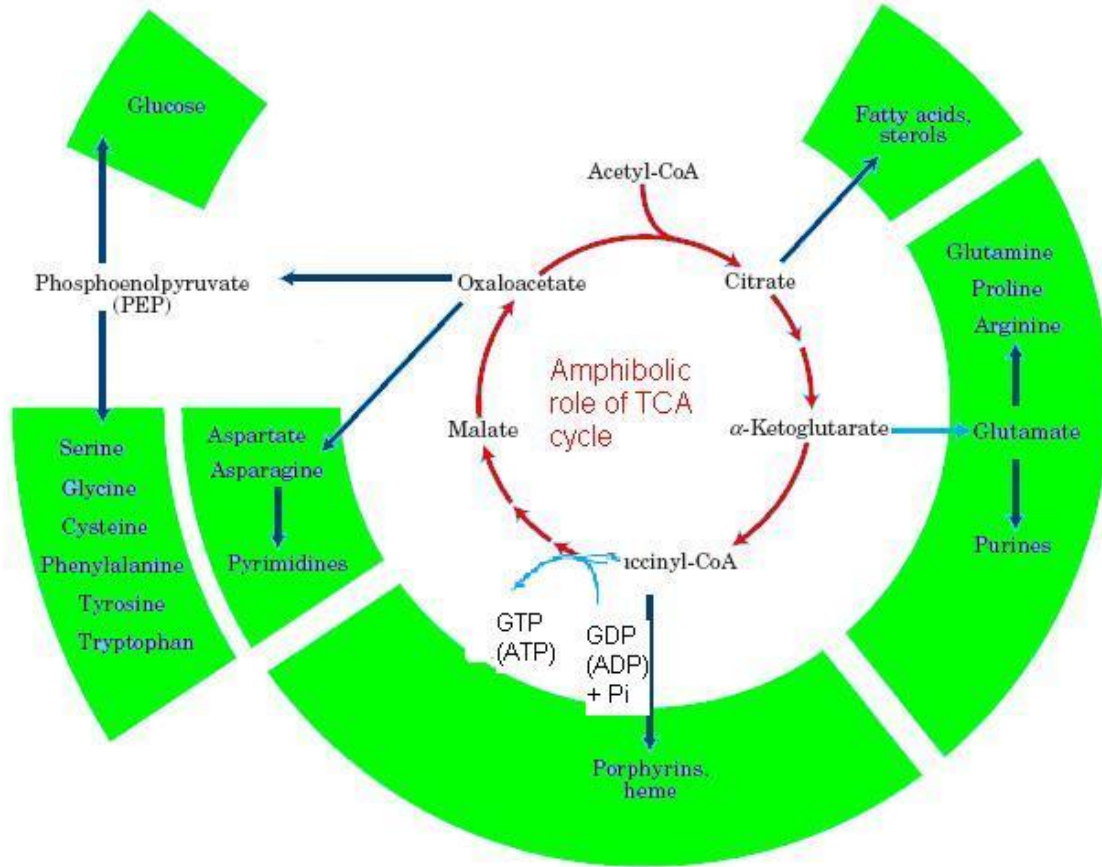 Glucose
Fatty acids,
sterols
Acetyl-CoA
Phosphoenolpyruvate
(PEP)
Oxaloacetate
Citrate
Glutamine
Proline
Arginine
Amphibolic
role of TCA
cycle
Malate
α-Ketoglutarate
Glutamate
Purines
Aspartate
Asparagine
Pyrimidines
Serine
Glycine
Cysteine
Phenylalanine
Tyrosine
Tryptophan
ıccinyl-CoA
GTP
(ATP)
GDP
(ADP)
+ Pi
Porphyrins,
heme